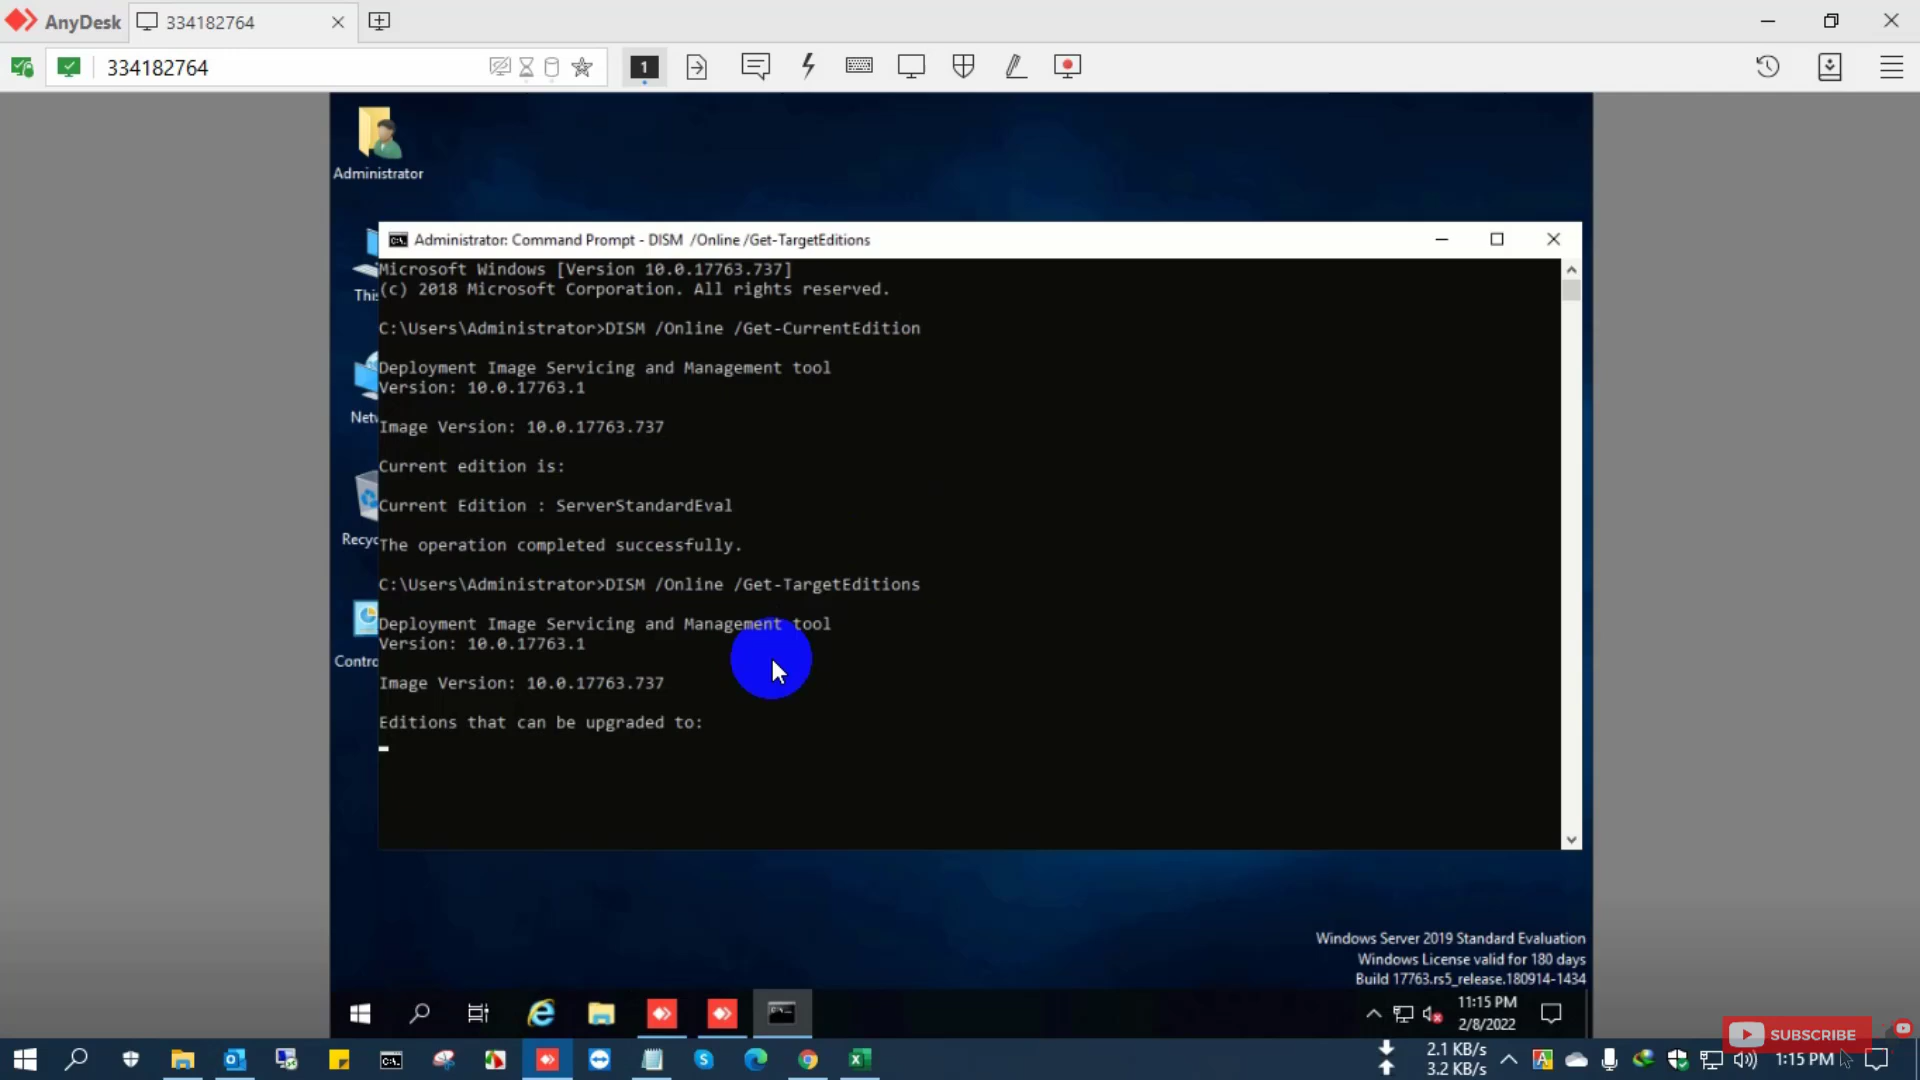 AnyDesk
334182764
334182764
1
Administrator
Administrator: Command Prompt - DISM /Online /Get-TargetEditions
Microsoft Windows [Version 10.0.17763.737]
(c) 2018 Microsoft Corporation. All rights reserved.
This
C:\Users\Administrator>DISM /Online /Get-CurrentEdition
Deployment Image Servicing and Management tool
Version: 10.0.17763.1
Netw
Image Version: 10.0.17763.737
Current edition is:
Current Edition : ServerStandardEval
Recyc
The operation completed successfully.
C:\Users\Administrator>DISM /Online /Get-TargetEditions
Deployment Image Servicing and Management tool
Version: 10.0.17763.1
Contro
Image Version: 10.0.17763.737
Editions that can be upgraded to:
Windows Server 2019 Standard Evaluation
Windows License valid for 180 days
Build 17763.rs5_release.180914-1434
11:15 PM
2/8/2022
SUBSCRIBE
2.1 KB/s
3.2 KB/s
1:15 PM